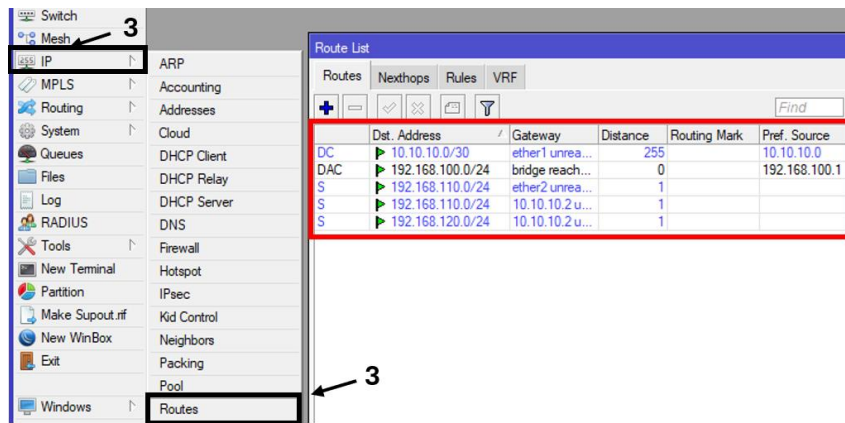 Switch
3
Mesh
IP
MPLS
Routing
System
Queues
Files
Log
RADIUS
Tools
New Terminal
Partition
Make Supout.rif
New WinBox
Exit
Windows
ARP
Accounting
Addresses
Cloud
DHCP Client
DHCP Relay
DHCP Server
DNS
Firewall
Hotspot
IPsec
Kid Control
Neighbors
Packing
Pool
Routes
3
Route List
Routes Nexthops Rules VRF
Find
Dst. Address / Gateway Distance Routing Mark Pref. Source
DC 10.10.10.0/30 ether1 unrea... 255 10.10.10.0
DAC 192.168.100.0/24 bridge reach... 0 192.168.100.1
S 192.168.110.0/24 ether2 unrea... 1
S 192.168.110.0/24 10.10.10.2 u... 1
S 192.168.120.0/24 10.10.10.2 u... 1